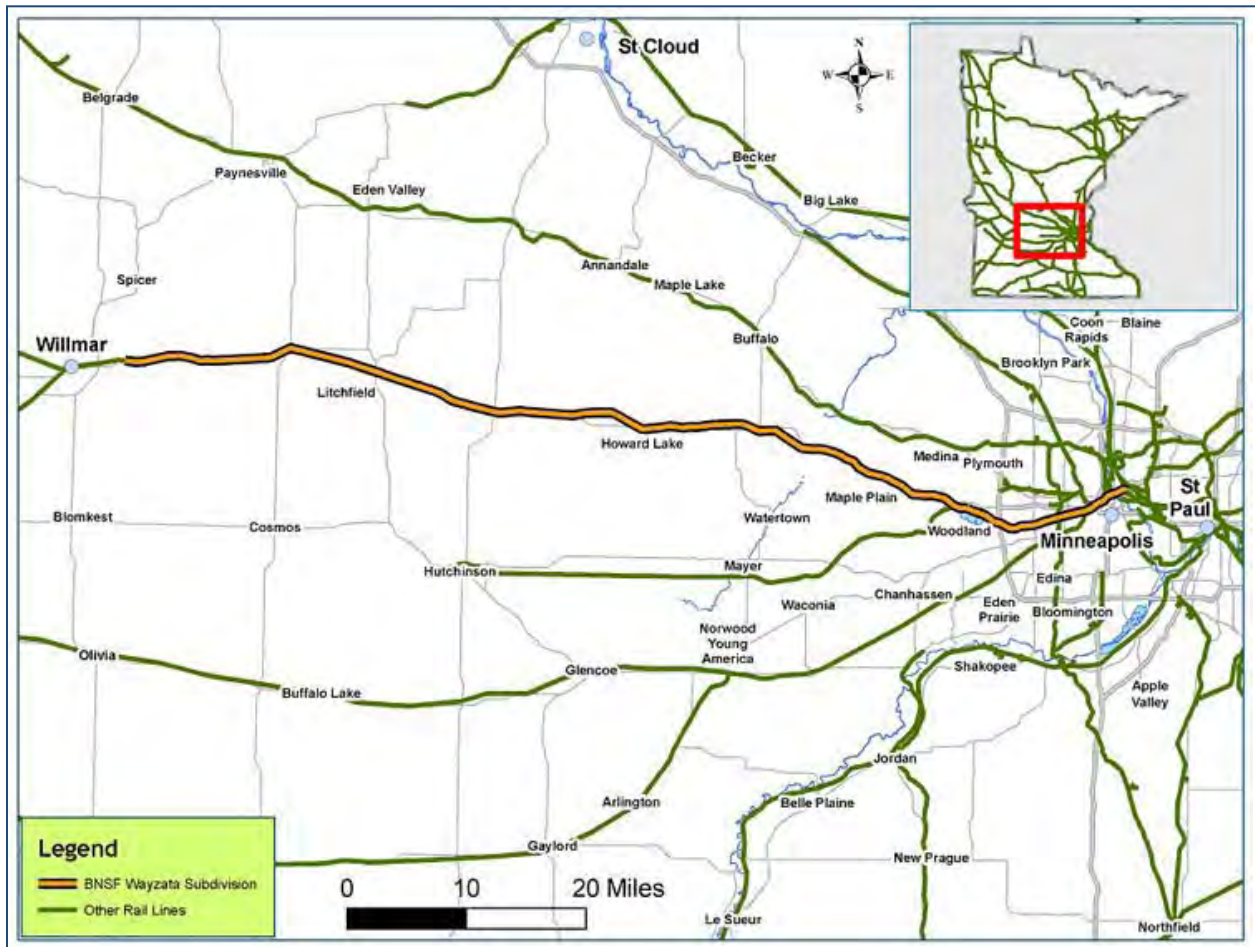 St Cloud
N
W
E
S
Belgrade
Becker
Paynesville
Eden Valley
Big Lake
Annandale
Spicer
Maple Lake
Coon
Rapids
Blaine
Buffalo
Willmar
Brooklyn Park
Litchfield
Howard Lake
Medina
Plymouth
Maple Plain
St
Paul
Blomkest
Cosmos
Watertown
Woodland
Minneapolis
Hutchinson
Mayer
Edina
Chanhassen
Waconia
Eden
Prairie
Bloomington
Norwood
Young
America
Olivia
Glencoe
Shakopee
Buffalo Lake
Apple
Valley
Jordan
Arlington
Belle Plaine
Gaylord
New Prague
Le Sueur
Northfield
Legend
BNSF Wayzata Subdivision
Other Rail Lines
0 10 20 Miles